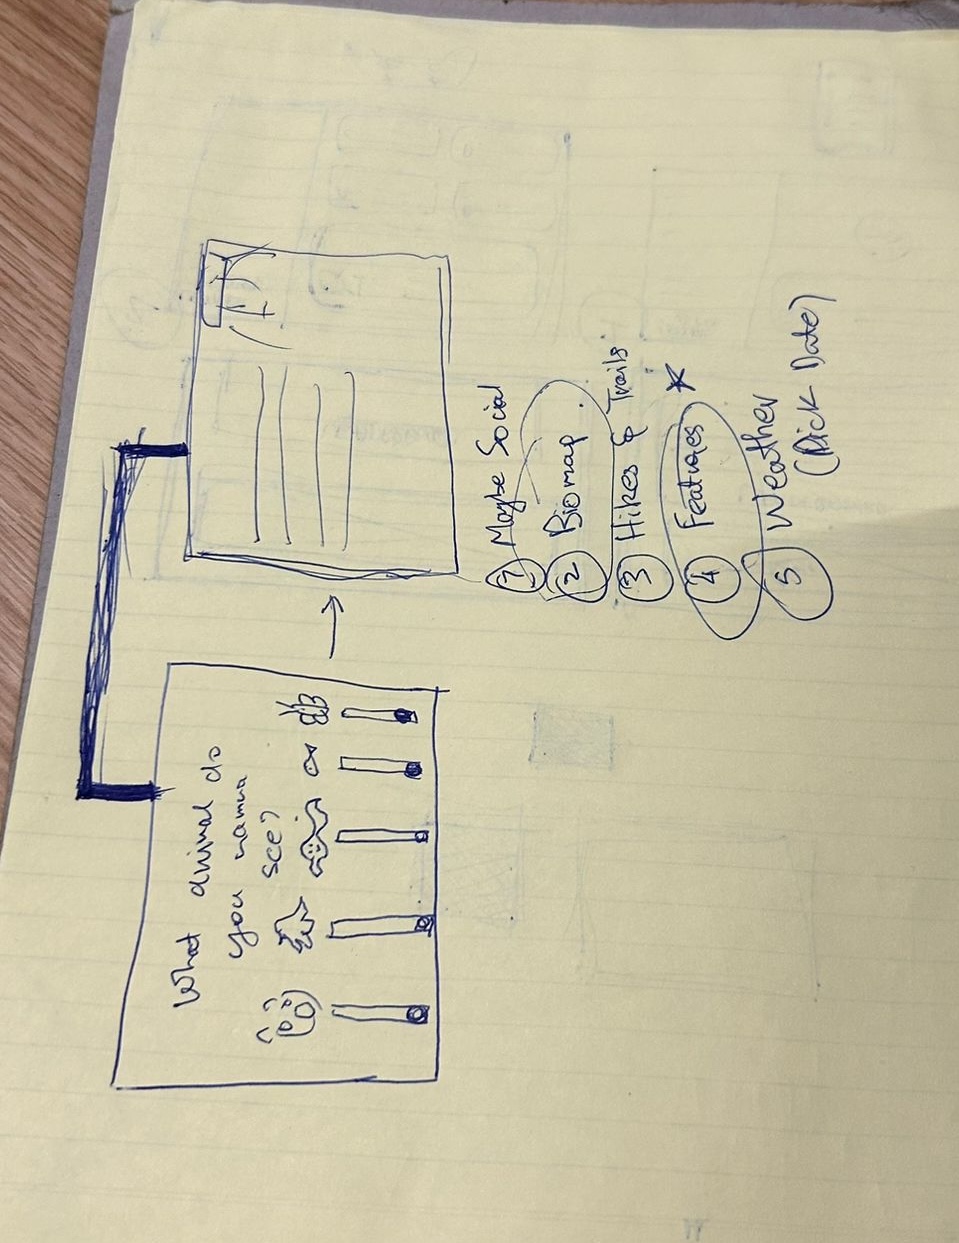 What animal do
you wanna
see?
① Maybe Social
② Biomap
③ Hikes & Trails
④ Features
⑤ Weather
(Pick Date)